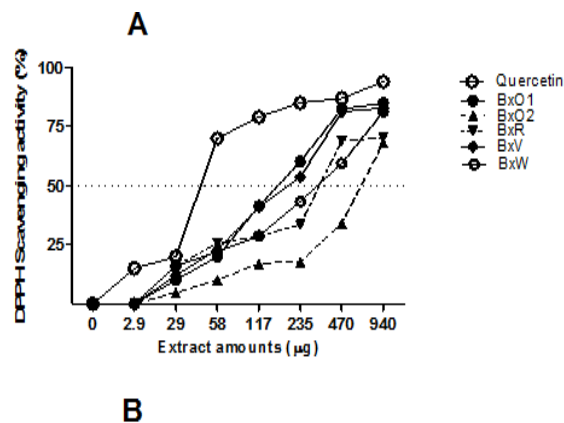 A
DPPH Scavenging activity (%)
100
75
50
25
0 2.9 29 58 117 235 470 940
Extract amounts (µg)
Quercetin
BxO1
BxO2
BxR
BxV
BxW
B